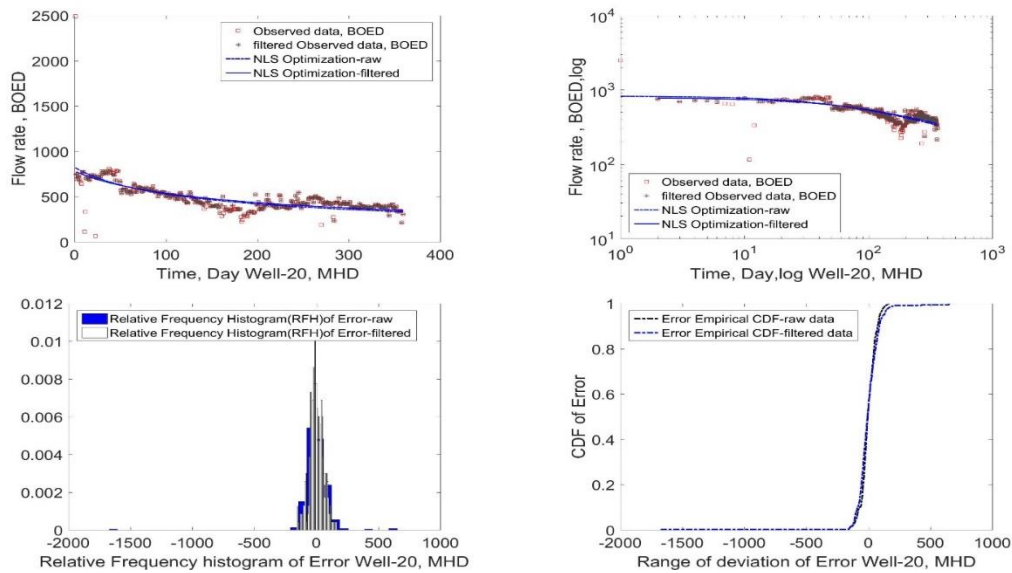 2500
2000
1500
1000
500
0
Flow rate , BOED
Observed data, BOED
filtered Observed data, BOED
NLS Optimization-raw
NLS Optimization-filtered
0
100
200
300
400
Time, Day Well-20, MHD
10^4
10^3
10^2
10^1
Flow rate , BOED,log
Observed data, BOED
filtered Observed data, BOED
NLS Optimization-raw
NLS Optimization-filtered
10^0
10^1
10^2
10^3
Time, Day,log Well-20, MHD
0.012
0.01
0.008
0.006
0.004
0.002
0
Relative Frequency Histogram(RFH)of Error-raw
Relative Frequency Histogram(RFH)of Error-filtered
-2000
-1500
-1000
-500
0
500
1000
Relative Frequency histogram of Error Well-20, MHD
1
0.8
0.6
0.4
0.2
0
CDF of Error
Error Empirical CDF-raw data
Error Empirical CDF-filtered data
-2000
-1500
-1000
-500
0
500
1000
Range of deviation of Error Well-20, MHD